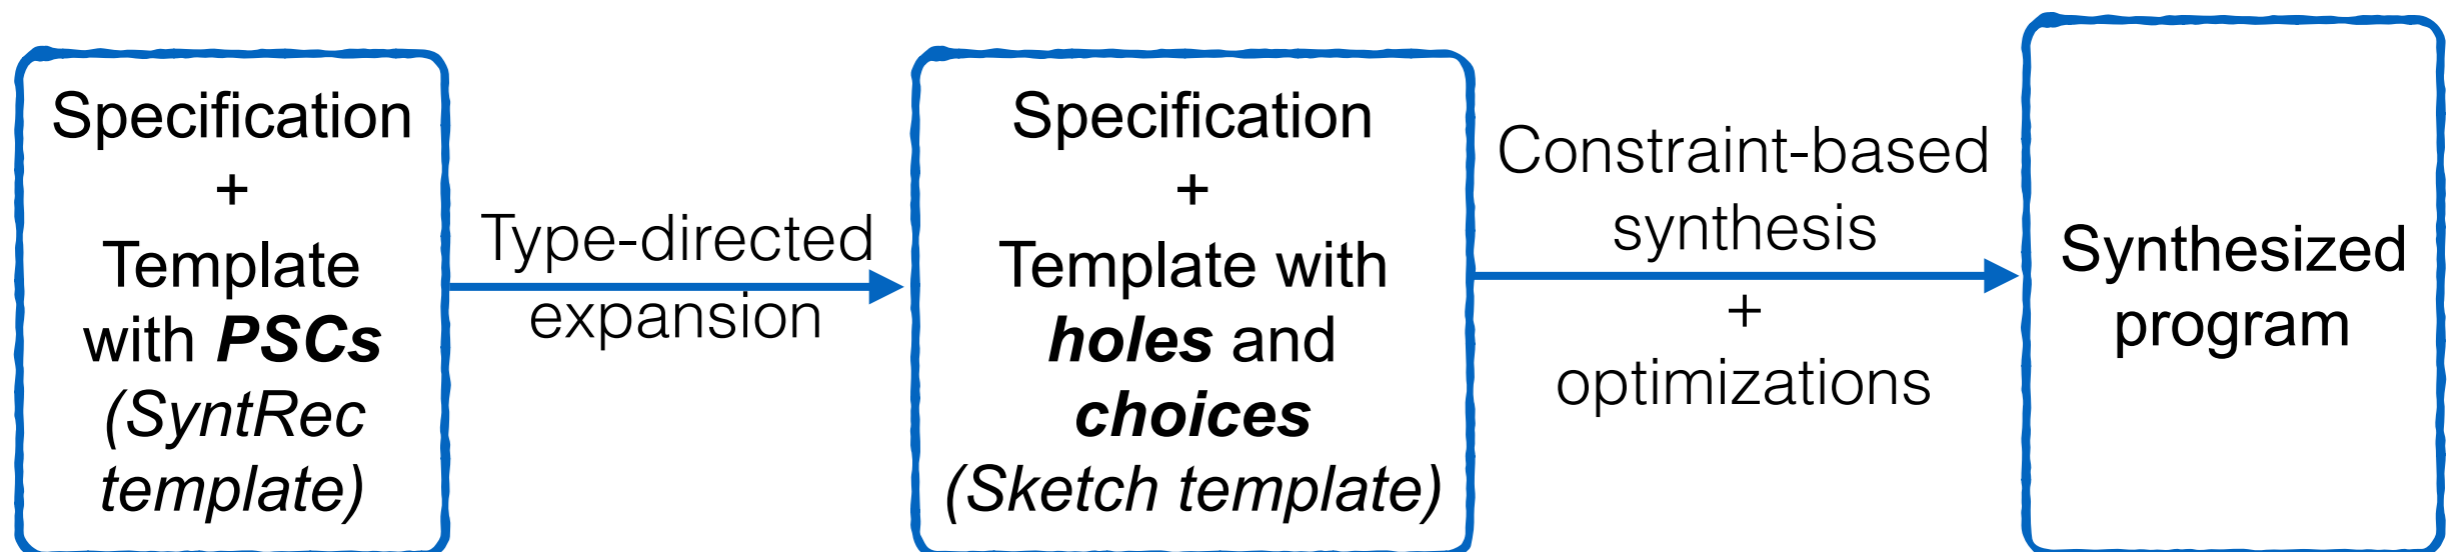 Specification
+
Template
with PSCs
(SyntRec
template)
Type-directed
expansion
Specification
+
Template with
holes and
choices
(Sketch template)
Constraint-based
synthesis
+
optimizations
Synthesized
program